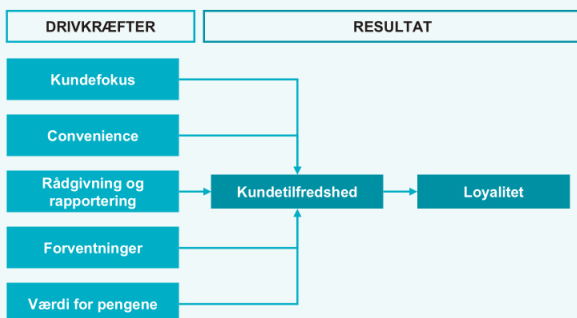 DRIVKRÆFTER
RESULTAT
Kundefokus
Convenience
Rådgivning og
rapportering
Kundetilfredshed
Loyalitet
Forventninger
Værdi for pengene